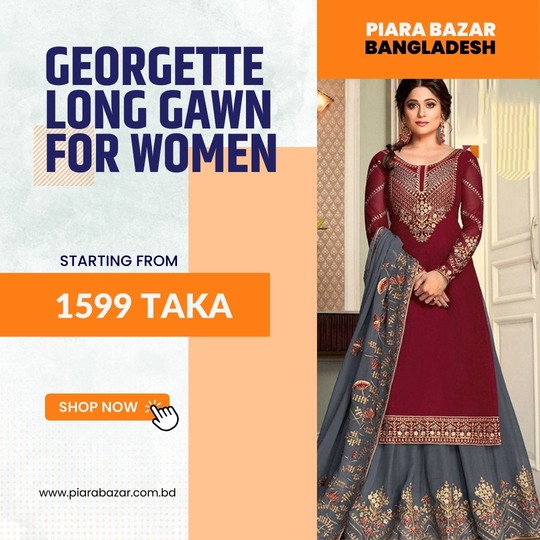 GEORGETTE
LONG GAWN
FOR WOMEN
PIARA BAZAR
BANGLADESH
STARTING FROM
1599 TAKA
SHOP NOW
www.piarabazar.com.bd